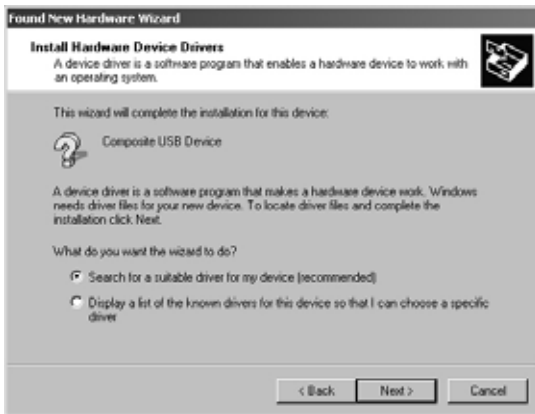 Found New Hardware Wizard
Install Hardware Device Drivers
A device driver is a software program that enables a hardware device to work with
an operating system.
This wizard will complete the installation for this device:
Composite USB Device
A device driver is a software program that makes a hardware device work. Windows
needs driver files for your new device. To locate driver files and complete the
installation click Next.
What do you want the wizard to do?
Search for a suitable driver for my device (recommended)
Display a list of the known drivers for this device so that I can choose a specific
driver
< Back Next > Cancel